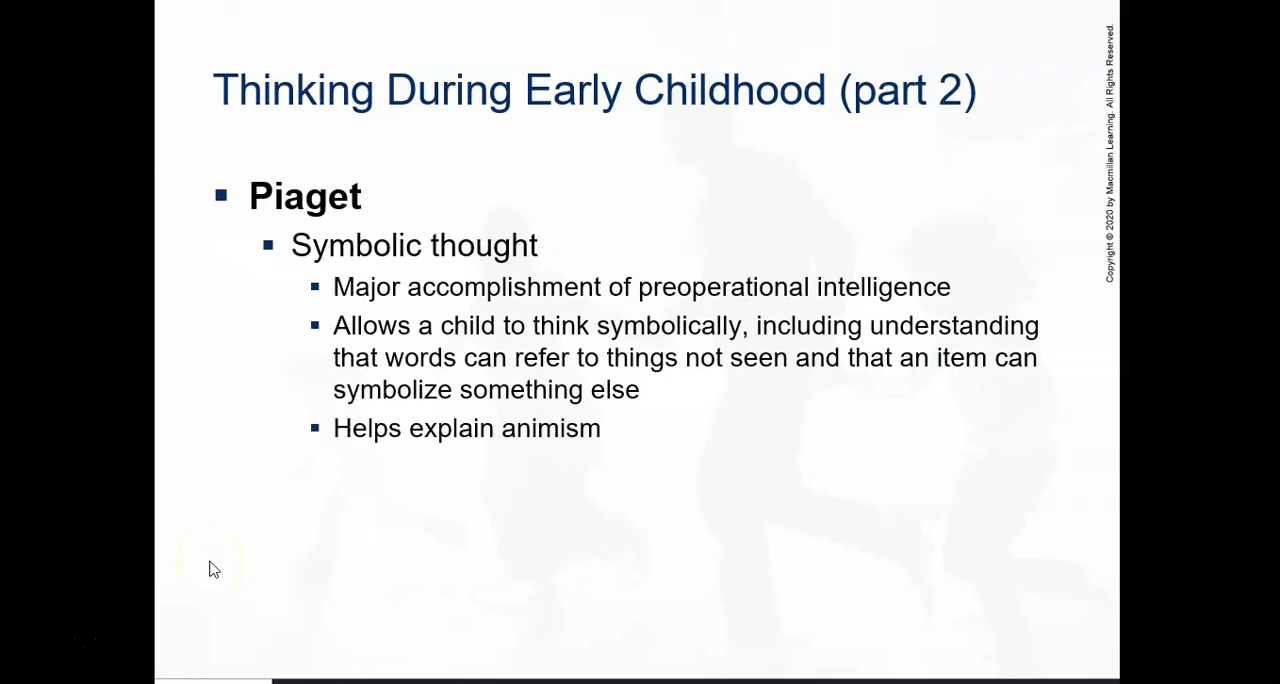 Thinking During Early Childhood (part 2)
Piaget
Symbolic thought
Major accomplishment of preoperational intelligence
Allows a child to think symbolically, including understanding
that words can refer to things not seen and that an item can
symbolize something else
Helps explain animism
Copyright © 2020 by Macmillan Learning. All Rights Reserved.